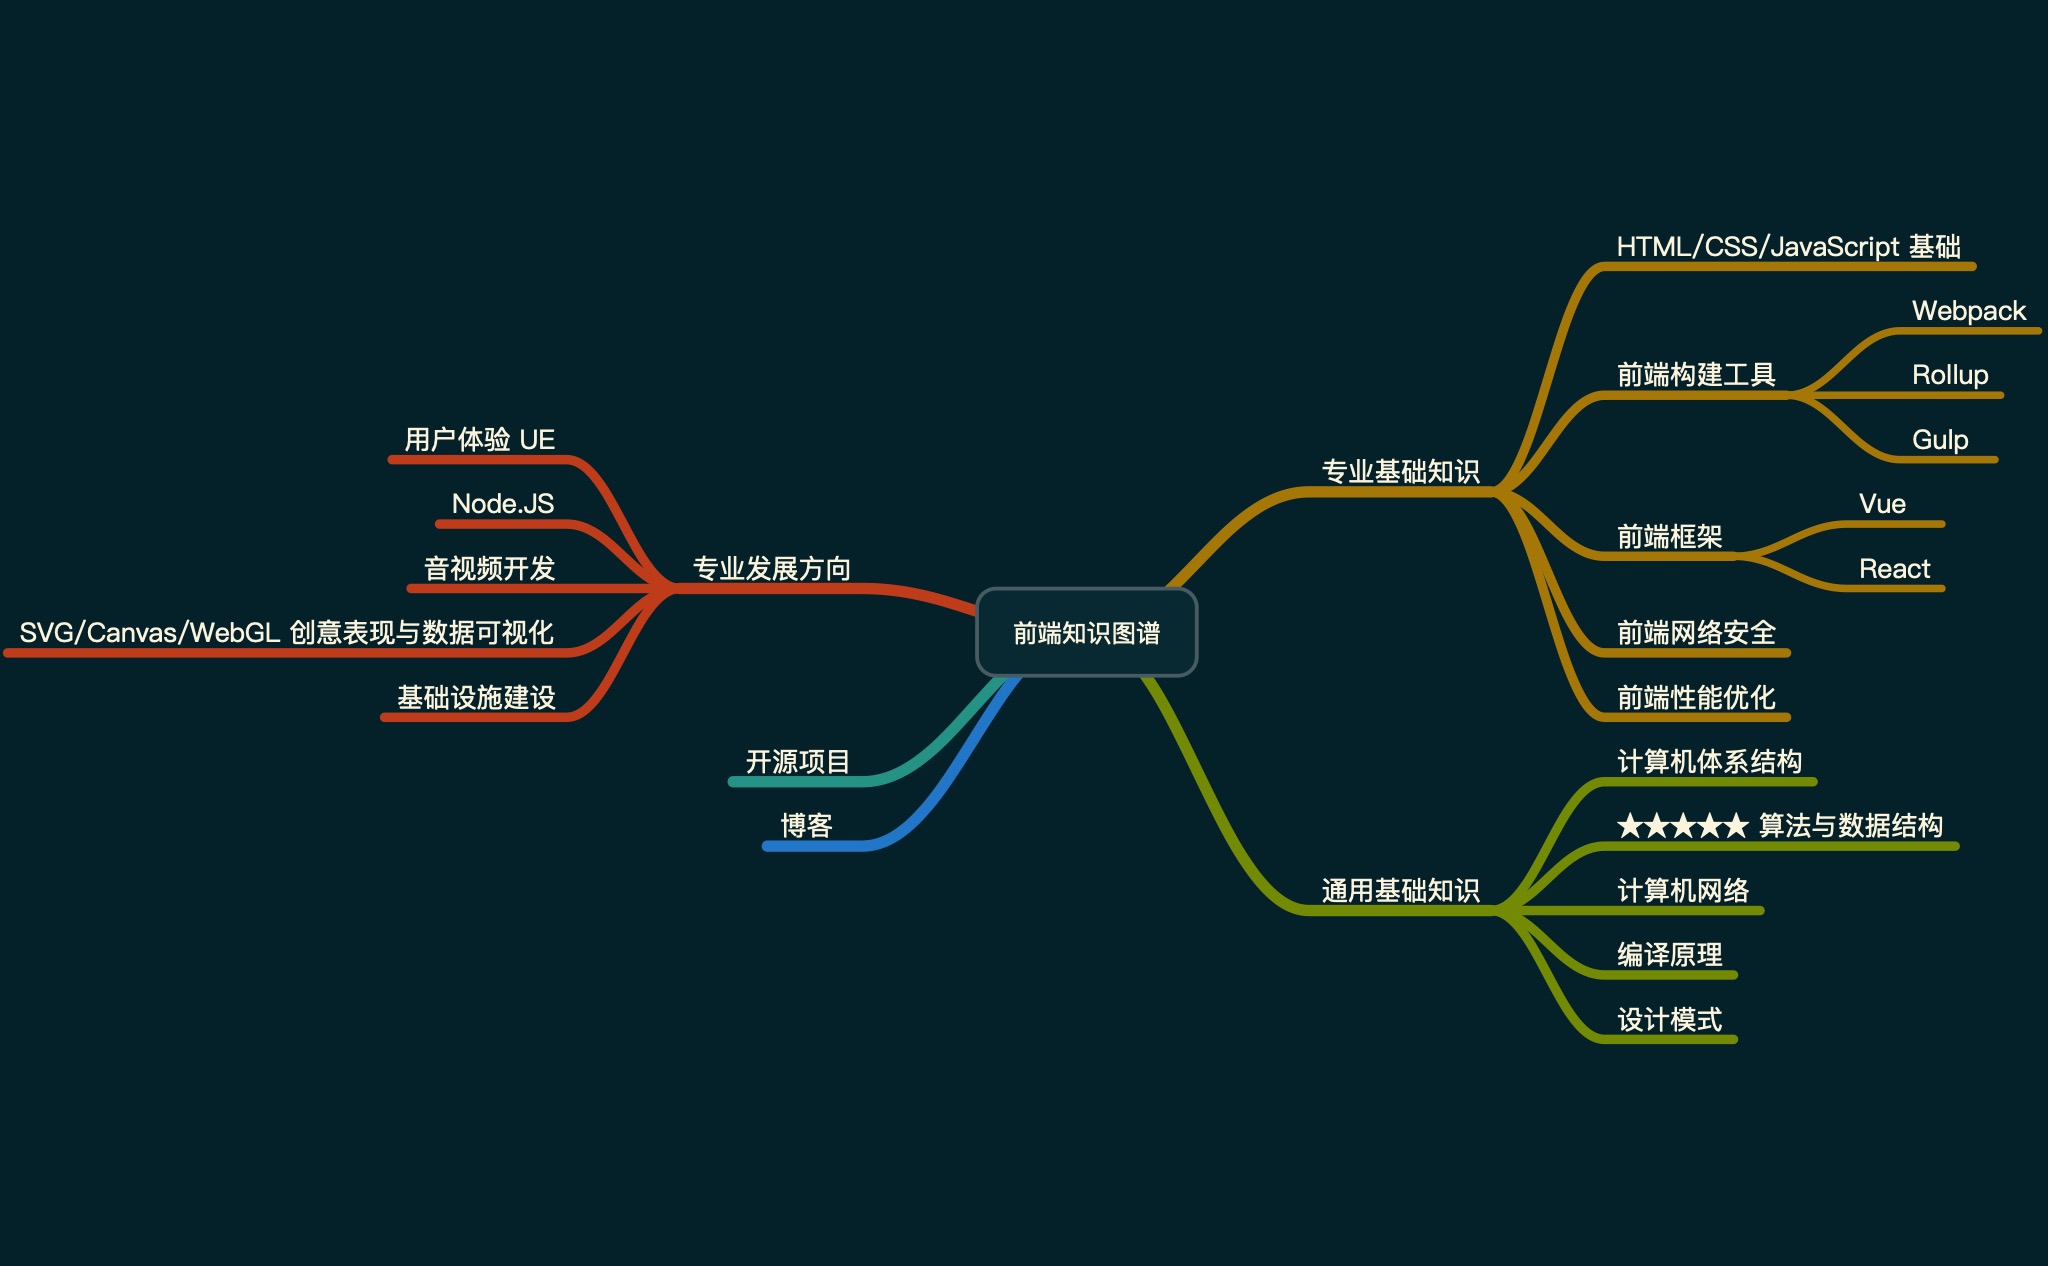 前端知识图谱
专业基础知识
HTML/CSS/JavaScript 基础
前端构建工具
Webpack
Rollup
Gulp
前端框架
Vue
React
前端网络安全
前端性能优化
通用基础知识
计算机体系结构
★★★★★ 算法与数据结构
计算机网络
编译原理
设计模式
专业发展方向
用户体验 UE
Node.JS
音视频开发
SVG/Canvas/WebGL 创意表现与数据可视化
基础设施建设
开源项目
博客